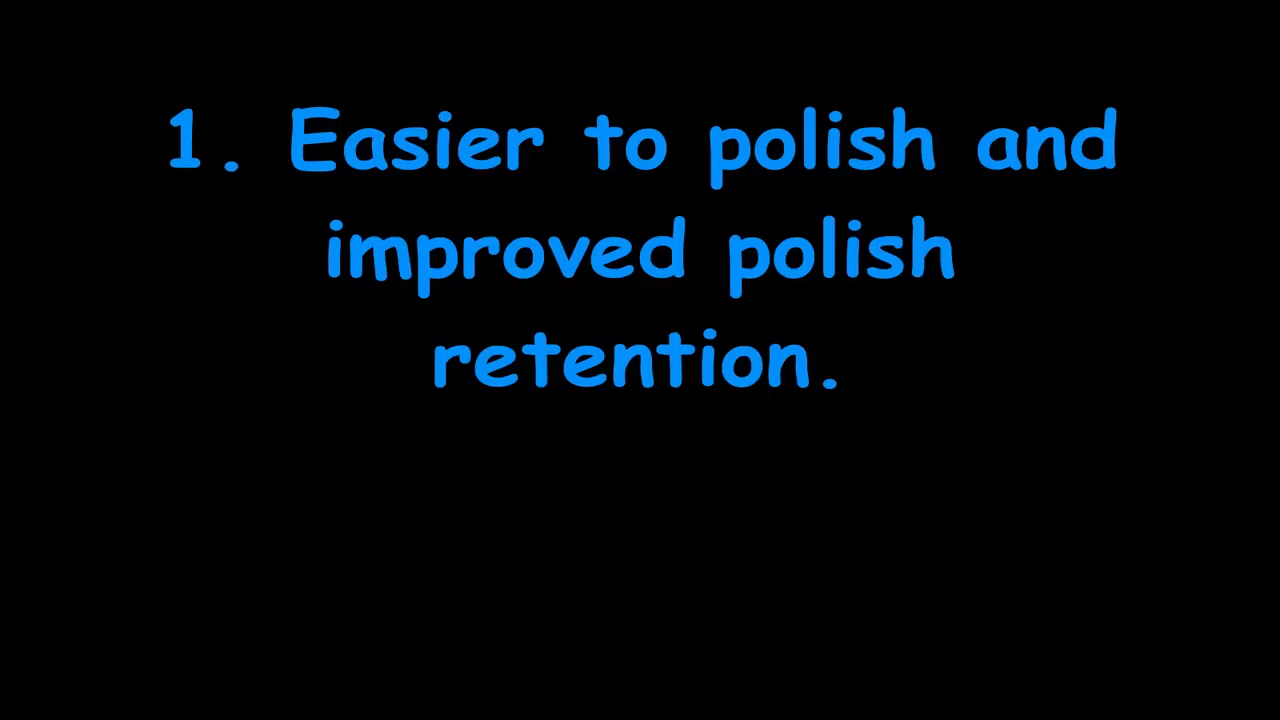 1. Easier to polish and
improved polish
retention.